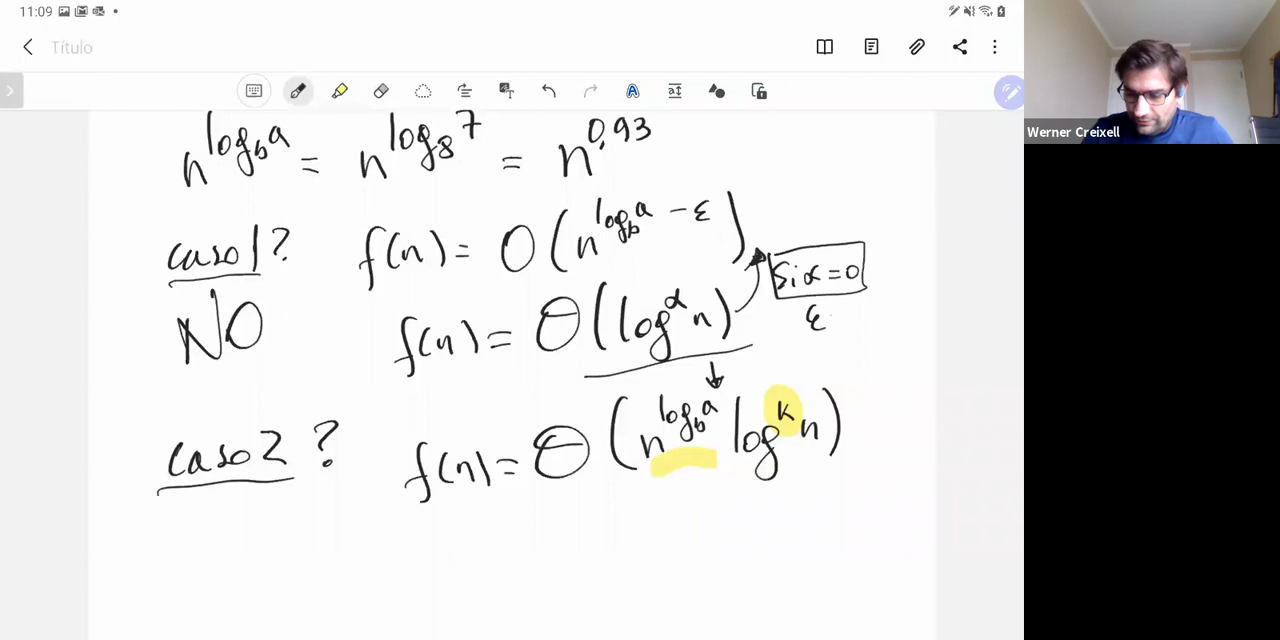 11:09
Título
Werner Creixell
n^{log_b a} = n^{log_8 7} = n^{0.93}
caso 1? f(n) = O(n^{log_b a - ε})
Si α = 0
ε
NO f(n) = Θ(log^α n)
caso 2? f(n) = Θ(n^{log_b a} log^k n)